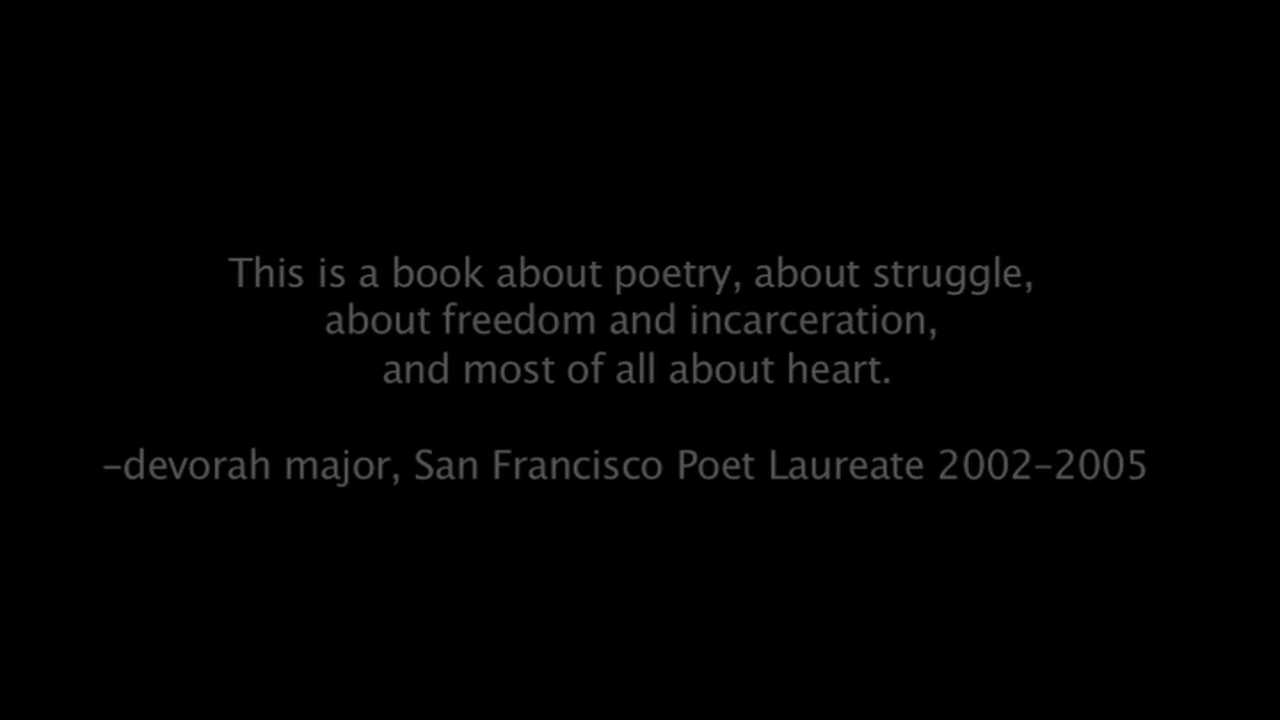 This is a book about poetry, about struggle,
about freedom and incarceration,
and most of all about heart.
–devorah major, San Francisco Poet Laureate 2002–2005